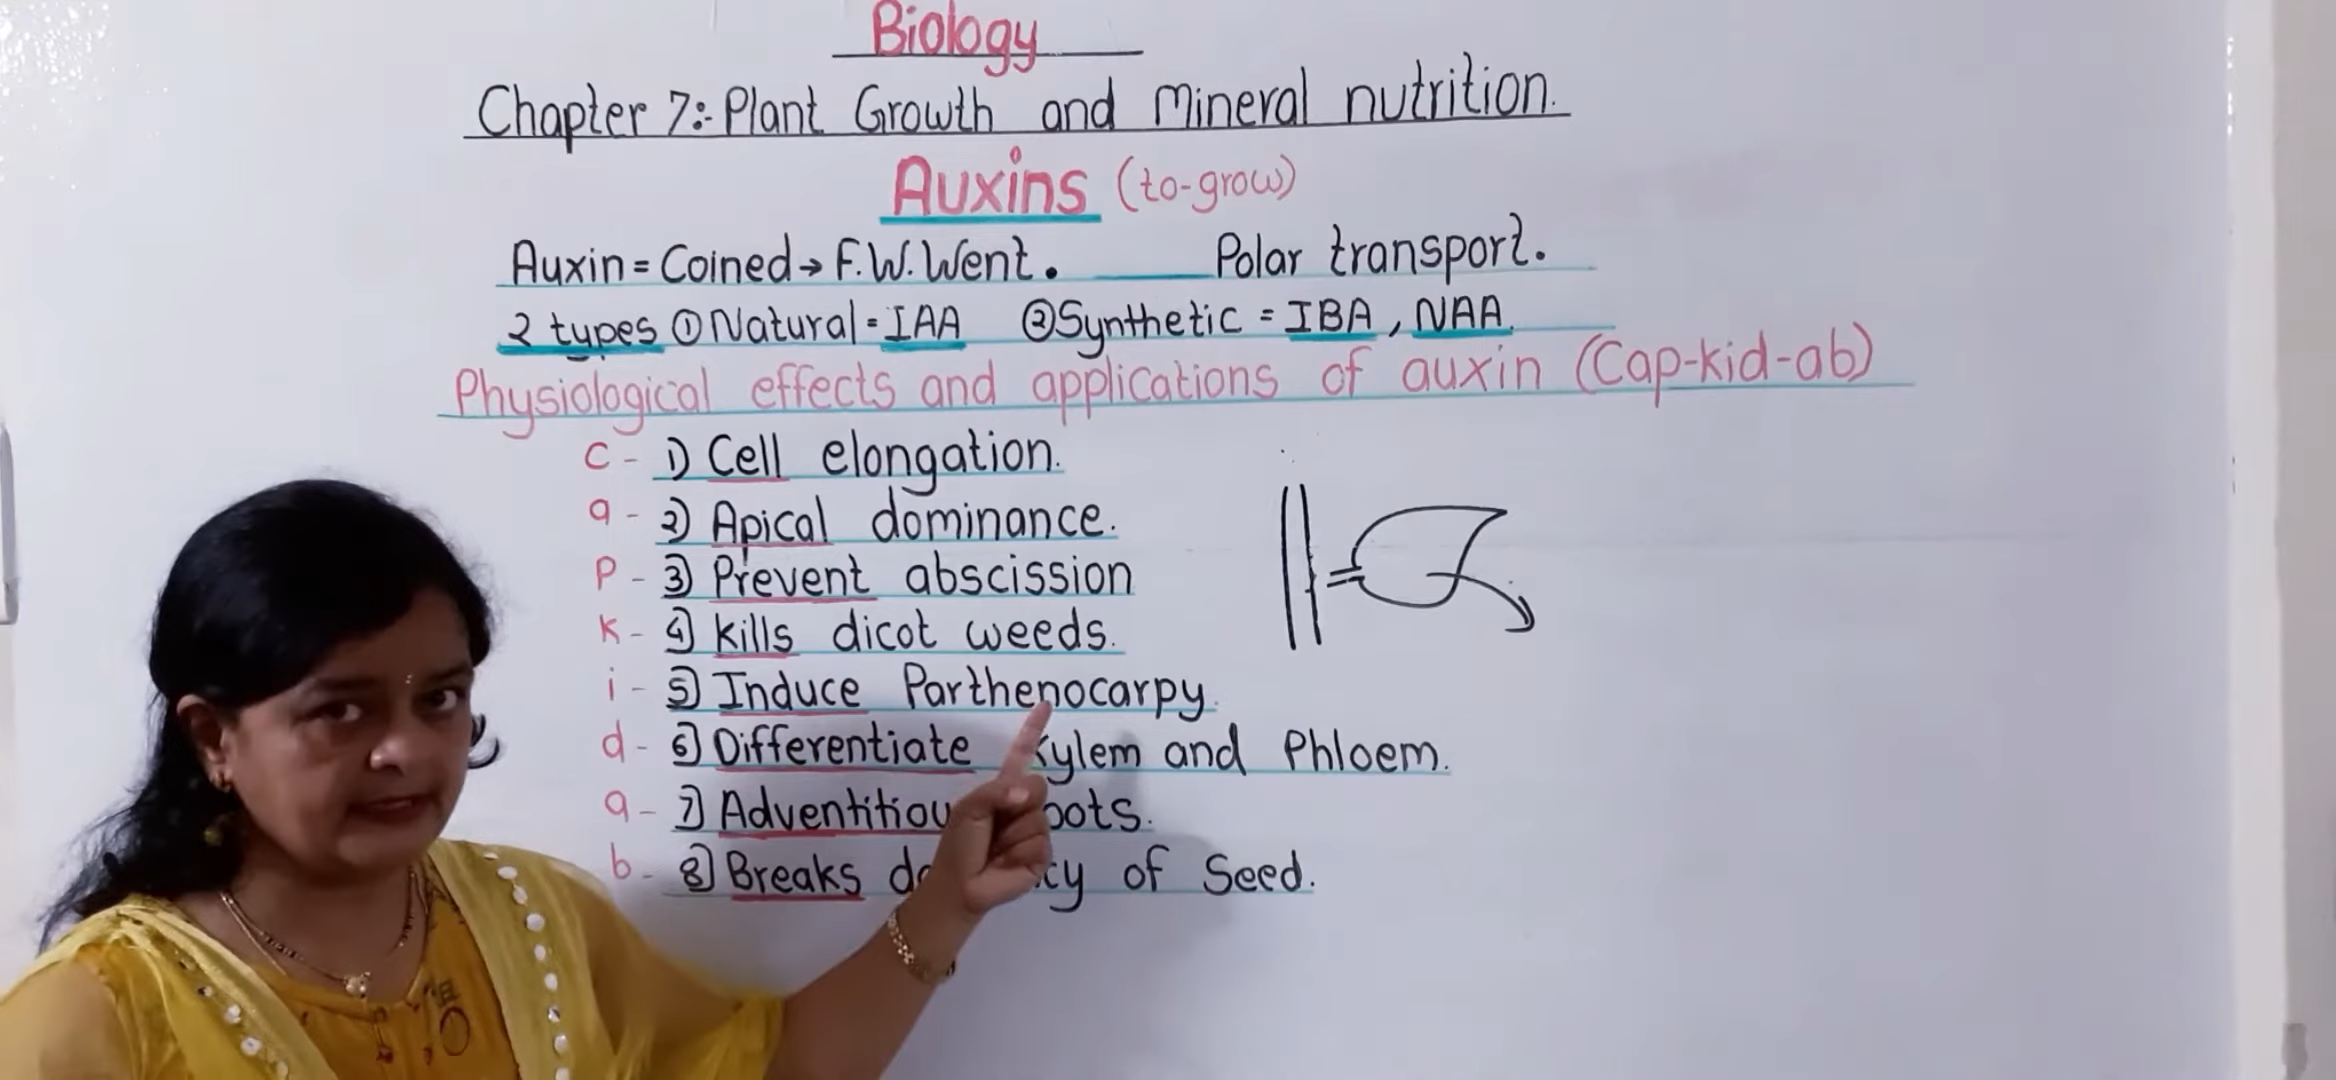 Biology
Chapter 7:- Plant Growth and Mineral nutrition.
Auxins (to-grow)
Auxin = Coined → F.W.Went. Polar transport.
2 types ① Natural = IAA ② Synthetic = IBA, NAA.
Physiological effects and applications of auxin (Cap-kid-ab)
C - 1) Cell elongation.
a - 2) Apical dominance.
P - 3) Prevent abscission
K - 4) kills dicot weeds.
i - 5) Induce Parthenocarpy.
d - 6) Differentiate Xylem and Phloem.
a - 7) Adventitiou oots.
b - 8) Breaks do cy of Seed.